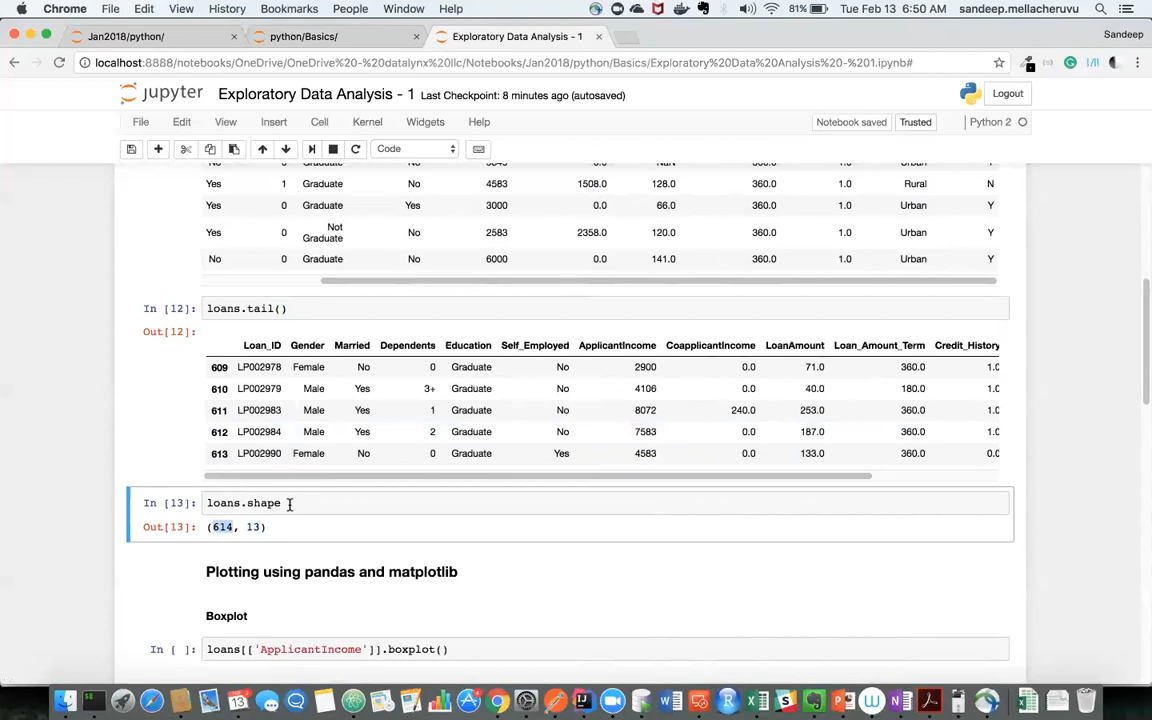 Chrome File Edit View History Bookmarks People Window Help 81% Tue Feb 13 6:50 AM sandeep.mellacheruvu
Jan2018/python/ python/Basics/ Exploratory Data Analysis - 1 Sandeep
localhost:8888/notebooks/OneDrive/OneDrive%20-%20datalynx%20llc/Notebooks/Jan2018/python/Basics/Exploratory%20Data%20Analysis%20-%201.ipynb#
jupyter Exploratory Data Analysis - 1 Last Checkpoint: 8 minutes ago (autosaved) Logout
File Edit View Insert Cell Kernel Widgets Help Notebook saved Trusted Python 2
Code
Yes 1 Graduate No 4583 1508.0 128.0 360.0 1.0 Rural N
Yes 0 Graduate Yes 3000 0.0 66.0 360.0 1.0 Urban Y
Yes 0 Not Graduate No 2583 2358.0 120.0 360.0 1.0 Urban Y
No 0 Graduate No 6000 0.0 141.0 360.0 1.0 Urban Y
In [12]: loans.tail()
Out[12]:
Loan_ID Gender Married Dependents Education Self_Employed ApplicantIncome CoapplicantIncome LoanAmount Loan_Amount_Term Credit_History
609 LP002978 Female No 0 Graduate No 2900 0.0 71.0 360.0 1.0
610 LP002979 Male Yes 3+ Graduate No 4106 0.0 40.0 180.0 1.0
611 LP002983 Male Yes 1 Graduate No 8072 240.0 253.0 360.0 1.0
612 LP002984 Male Yes 2 Graduate No 7583 0.0 187.0 360.0 1.0
613 LP002990 Female No 0 Graduate Yes 4583 0.0 133.0 360.0 0.0
In [13]: loans.shape
Out[13]: (614, 13)
Plotting using pandas and matplotlib
Boxplot
In [ ]: loans[['ApplicantIncome']].boxplot()